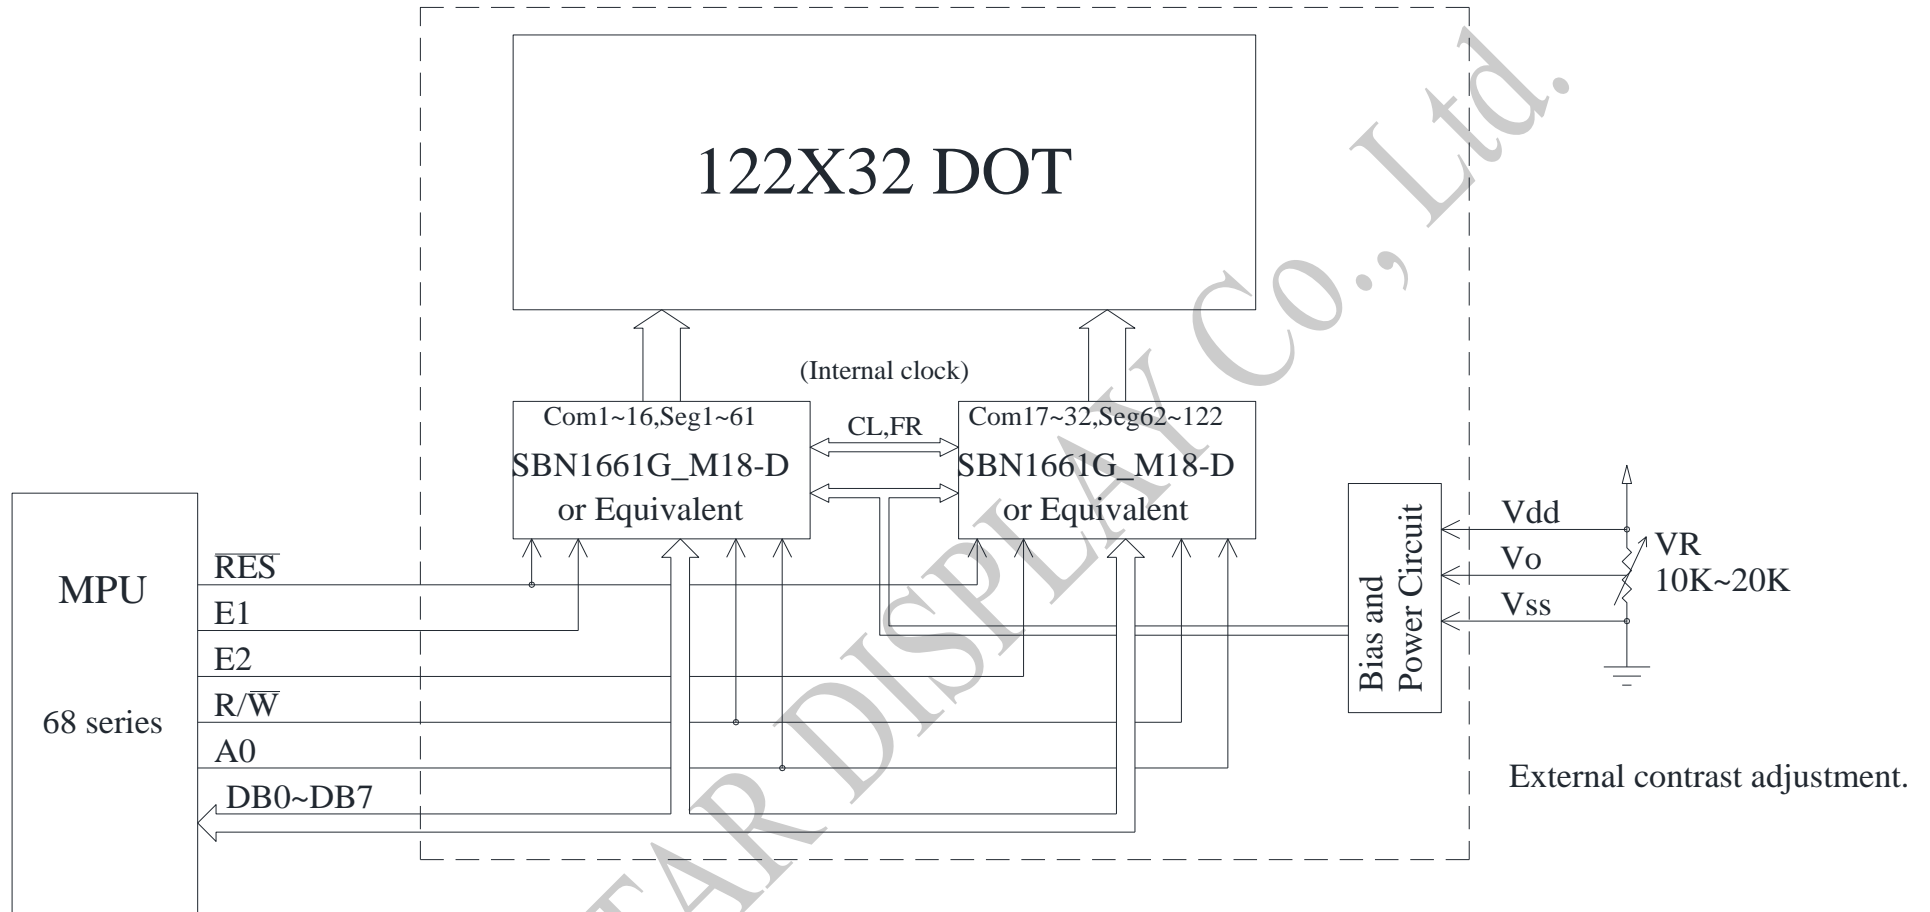 122X32 DOT
(Internal clock)
Com1~16,Seg1~61
SBN1661G_M18-D
or Equivalent
CL,FR
Com17~32,Seg62~122
SBN1661G_M18-D
or Equivalent
MPU
68 series
RES
E1
E2
R/W
A0
DB0~DB7
Bias and
Power Circuit
Vdd
Vo
Vss
VR
10K~20K
External contrast adjustment.
TAR DISPLAY Co., Ltd.